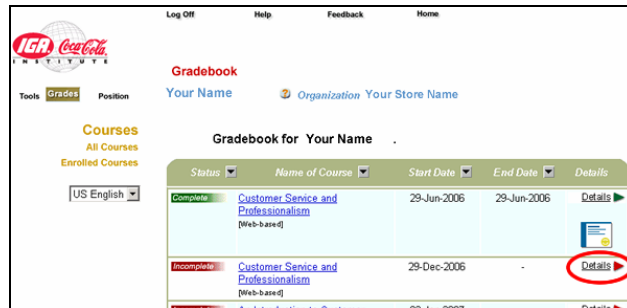 Log Off Help Feedback Home
IGA Coca-Cola
INSTITUTE
Gradebook
Tools Grades Position
Your Name ? Organization Your Store Name
Courses
All Courses
Enrolled Courses
US English
Gradebook for Your Name .
Status Name of Course Start Date End Date Details
Complete Customer Service and Professionalism 29-Jun-2006 29-Jun-2006 Details
[Web-based]
Incomplete Customer Service and Professionalism 29-Dec-2006 - Details
[Web-based]